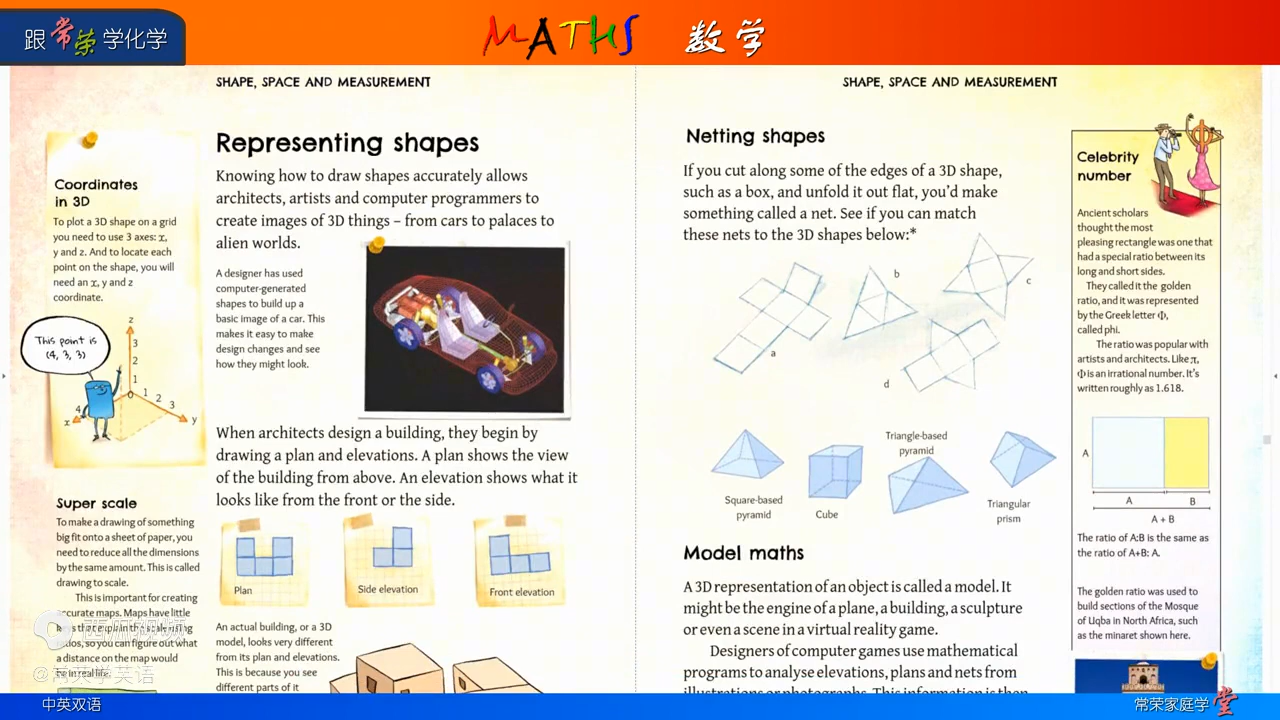 跟常荣学化学
MATHS 数学
SHAPE, SPACE AND MEASUREMENT
Coordinates
in 3D
To plot a 3D shape on a grid
you need to use 3 axes: x,
y and z. And to locate each
point on the shape, you will
need an x, y and z
coordinate.
This point is
(4, 3, 3)
z
3
2
1
0
1
2
3
y
4
x
Super scale
To make a drawing of something
big fit onto a sheet of paper, you
need to reduce all the dimensions
by the same amount. This is called
drawing to scale.
This is important for creating
accurate maps. Maps have little
so you can figure out what
a distance on the map would
be in real life.
Representing shapes
Knowing how to draw shapes accurately allows
architects, artists and computer programmers to
create images of 3D things – from cars to palaces to
alien worlds.
A designer has used
computer-generated
shapes to build up a
basic image of a car. This
makes it easy to make
design changes and see
how they might look.
When architects design a building, they begin by
drawing a plan and elevations. A plan shows the view
of the building from above. An elevation shows what it
looks like from the front or the side.
Plan
Side elevation
Front elevation
An actual building, or a 3D
model, looks very different
from its plan and elevations.
This is because you see
different parts of it
SHAPE, SPACE AND MEASUREMENT
Netting shapes
If you cut along some of the edges of a 3D shape,
such as a box, and unfold it out flat, you’d make
something called a net. See if you can match
these nets to the 3D shapes below:*
a
b
c
d
Square-based
pyramid
Cube
Triangle-based
pyramid
Triangular
prism
Model maths
A 3D representation of an object is called a model. It
might be the engine of a plane, a building, a sculpture
or even a scene in a virtual reality game.
Designers of computer games use mathematical
programs to analyse elevations, plans and nets from
illustrations or photographs. This information is then
Celebrity
number
Ancient scholars
thought the most
pleasing rectangle was one that
had a special ratio between its
long and short sides.
They called it the golden
ratio, and it was represented
by the Greek letter Φ,
called phi.
The ratio was popular with
artists and architects. Like π,
Φ is an irrational number. It’s
written roughly as 1.618.
A
A
B
A + B
The ratio of A:B is the same as
the ratio of A+B: A.
The golden ratio was used to
build sections of the Mosque
of Uqba in North Africa, such
as the minaret shown here.
西瓜视频
@常荣学英语
中英双语
常荣家庭学堂